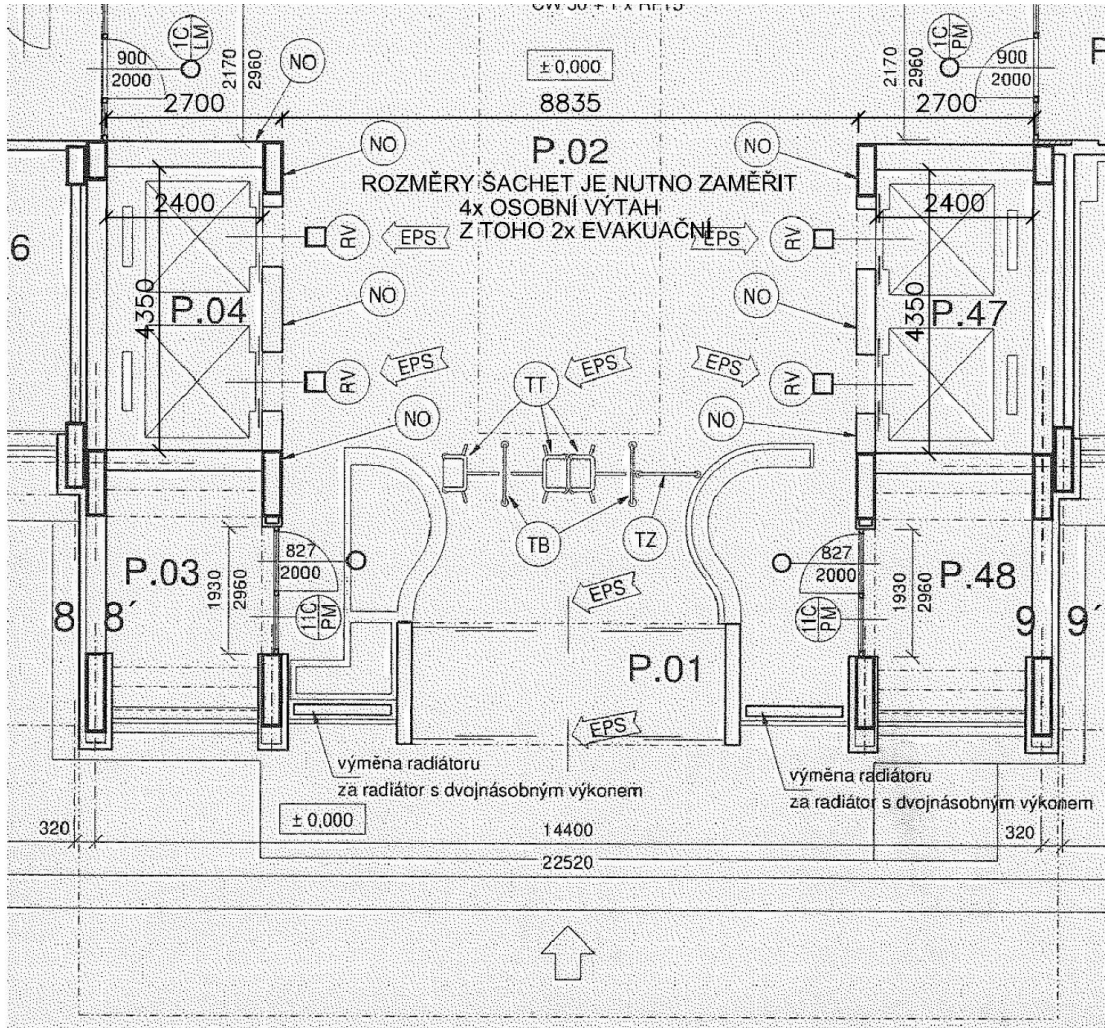 ± 0,000
1C
LM
NO
900
2000
2170
2960
1C
PM
900
2000
2170
2960
2700
8835
2700
NO
P.02
NO
ROZMĚRY ŠACHET JE NUTNO ZAMĚŘIT
4x OSOBNÍ VÝTAH
Z TOHO 2x EVAKUAČNÍ
2400
2400
RV
EPS
EPS
RV
6
4350
P.04
NO
NO
4350
P.47
RV
EPS
TT
EPS
EPS
RV
NO
NO
TB
TZ
P.03
1930
2960
827
2000
11C
PM
EPS
827
2000
11C
PM
1930
2960
P.48
8
8´
9
9´
P.01
EPS
výměna radiátoru
za radiátor s dvojnásobným výkonem
výměna radiátoru
za radiátor s dvojnásobným výkonem
± 0,000
320
14400
320
22520